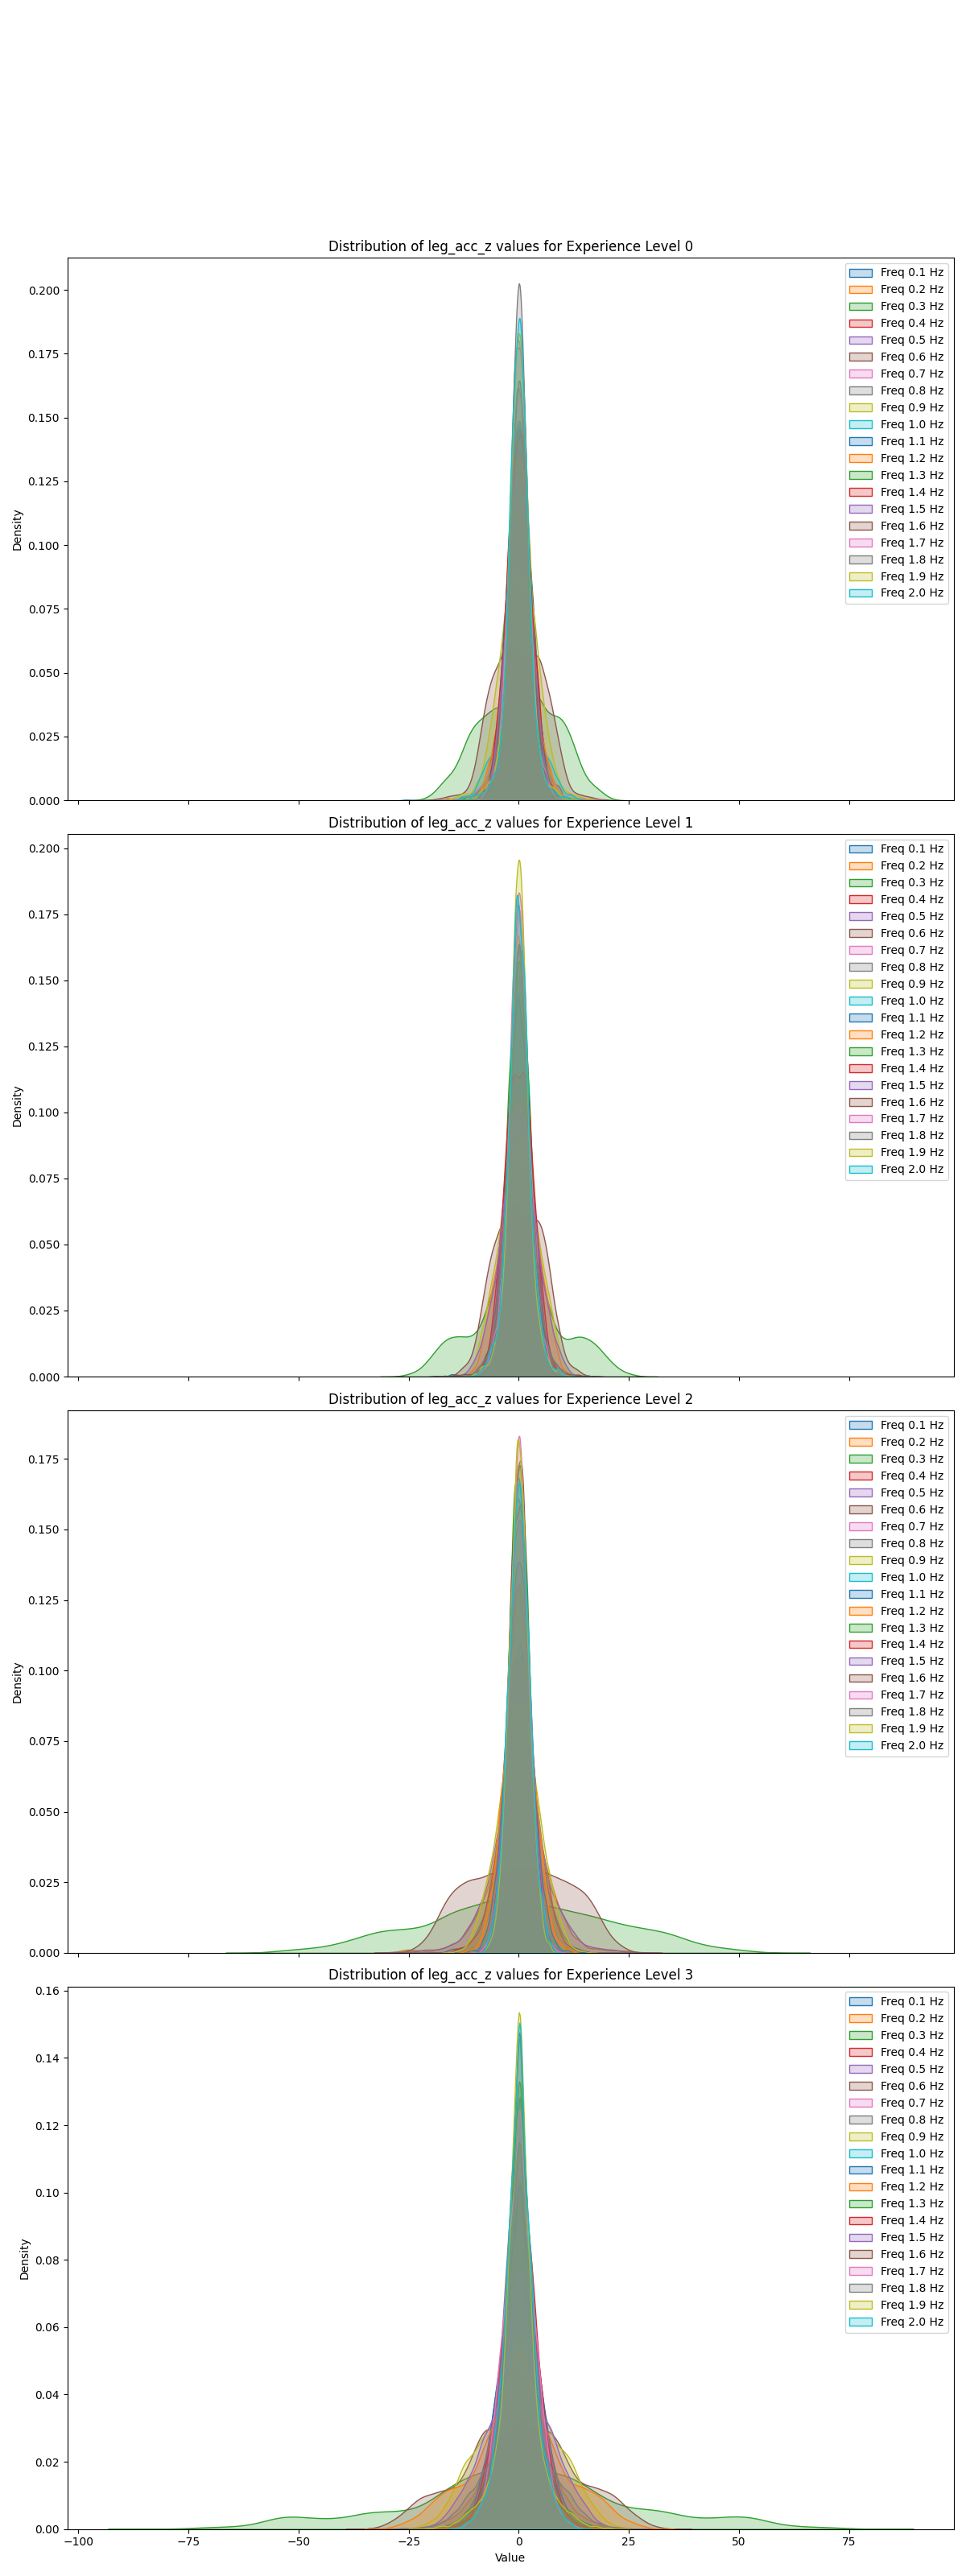 Distribution of leg_acc_z values for Experience Level 0
Density
0.200
0.175
0.150
0.125
0.100
0.075
0.050
0.025
0.000
Freq 0.1 Hz
Freq 0.2 Hz
Freq 0.3 Hz
Freq 0.4 Hz
Freq 0.5 Hz
Freq 0.6 Hz
Freq 0.7 Hz
Freq 0.8 Hz
Freq 0.9 Hz
Freq 1.0 Hz
Freq 1.1 Hz
Freq 1.2 Hz
Freq 1.3 Hz
Freq 1.4 Hz
Freq 1.5 Hz
Freq 1.6 Hz
Freq 1.7 Hz
Freq 1.8 Hz
Freq 1.9 Hz
Freq 2.0 Hz
Distribution of leg_acc_z values for Experience Level 1
Density
0.200
0.175
0.150
0.125
0.100
0.075
0.050
0.025
0.000
Freq 0.1 Hz
Freq 0.2 Hz
Freq 0.3 Hz
Freq 0.4 Hz
Freq 0.5 Hz
Freq 0.6 Hz
Freq 0.7 Hz
Freq 0.8 Hz
Freq 0.9 Hz
Freq 1.0 Hz
Freq 1.1 Hz
Freq 1.2 Hz
Freq 1.3 Hz
Freq 1.4 Hz
Freq 1.5 Hz
Freq 1.6 Hz
Freq 1.7 Hz
Freq 1.8 Hz
Freq 1.9 Hz
Freq 2.0 Hz
Distribution of leg_acc_z values for Experience Level 2
Density
0.175
0.150
0.125
0.100
0.075
0.050
0.025
0.000
Freq 0.1 Hz
Freq 0.2 Hz
Freq 0.3 Hz
Freq 0.4 Hz
Freq 0.5 Hz
Freq 0.6 Hz
Freq 0.7 Hz
Freq 0.8 Hz
Freq 0.9 Hz
Freq 1.0 Hz
Freq 1.1 Hz
Freq 1.2 Hz
Freq 1.3 Hz
Freq 1.4 Hz
Freq 1.5 Hz
Freq 1.6 Hz
Freq 1.7 Hz
Freq 1.8 Hz
Freq 1.9 Hz
Freq 2.0 Hz
Distribution of leg_acc_z values for Experience Level 3
Density
0.16
0.14
0.12
0.10
0.08
0.06
0.04
0.02
0.00
Freq 0.1 Hz
Freq 0.2 Hz
Freq 0.3 Hz
Freq 0.4 Hz
Freq 0.5 Hz
Freq 0.6 Hz
Freq 0.7 Hz
Freq 0.8 Hz
Freq 0.9 Hz
Freq 1.0 Hz
Freq 1.1 Hz
Freq 1.2 Hz
Freq 1.3 Hz
Freq 1.4 Hz
Freq 1.5 Hz
Freq 1.6 Hz
Freq 1.7 Hz
Freq 1.8 Hz
Freq 1.9 Hz
Freq 2.0 Hz
−100 −75 −50 −25 0 25 50 75
Value